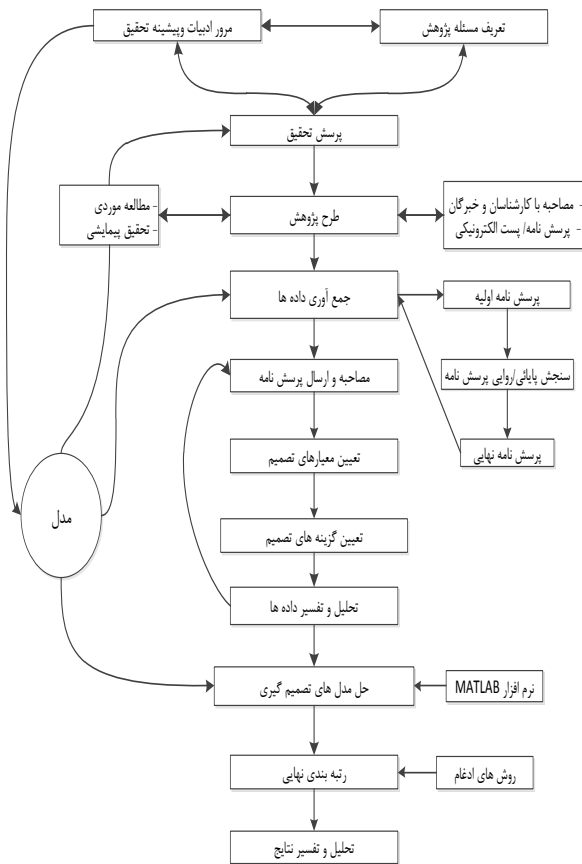 تعریف مسئله پژوهش
مرور ادبیات وپیشینه تحقیق
پرسش تحقیق
- مصاحبه با کارشناسان و خبرگان
- پرسش نامه/ پست الکترونیکی
طرح پژوهش
- مطالعه موردی
- تحقیق پیمایشی
جمع آوری داده ها
پرسش نامه اولیه
سنجش پایائی/روایی پرسش نامه
پرسش نامه نهایی
مصاحبه و ارسال پرسش نامه
تعیین معیارهای تصمیم
مدل
تعیین گزینه های تصمیم
تحلیل و تفسیر داده ها
حل مدل های تصمیم گیری
نرم افزار MATLAB
رتبه بندی نهایی
روش های ادغام
تحلیل و تفسیر نتایج